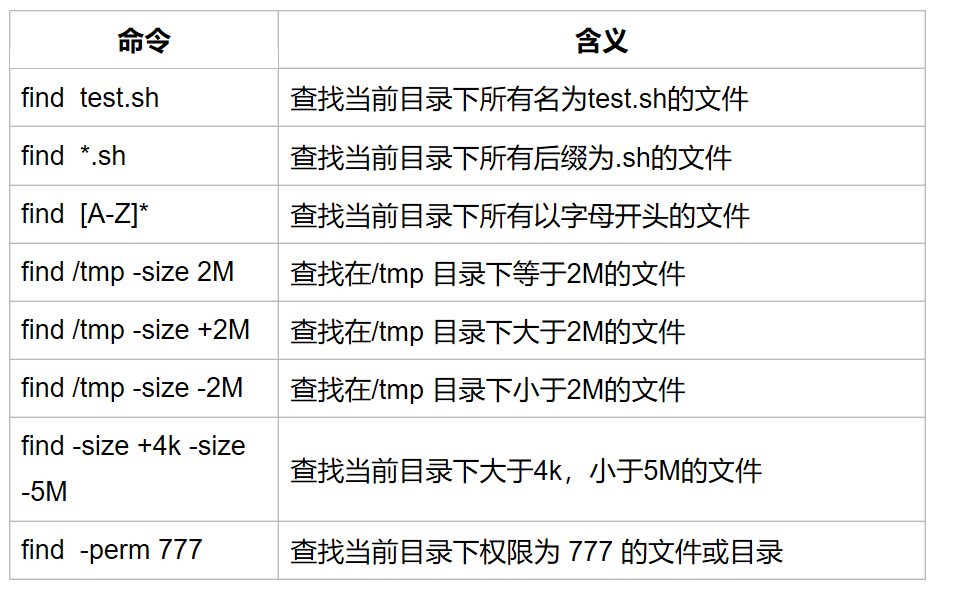 命令 含义
find  test.sh 查找当前目录下所有名为test.sh的文件
find  *.sh 查找当前目录下所有后缀为.sh的文件
find  [A-Z]* 查找当前目录下所有以字母开头的文件
find /tmp -size 2M 查找在/tmp 目录下等于2M的文件
find /tmp -size +2M 查找在/tmp 目录下大于2M的文件
find /tmp -size -2M 查找在/tmp 目录下小于2M的文件
find -size +4k -size
-5M
查找当前目录下大于4k，小于5M的文件
find  -perm 777 查找当前目录下权限为 777 的文件或目录